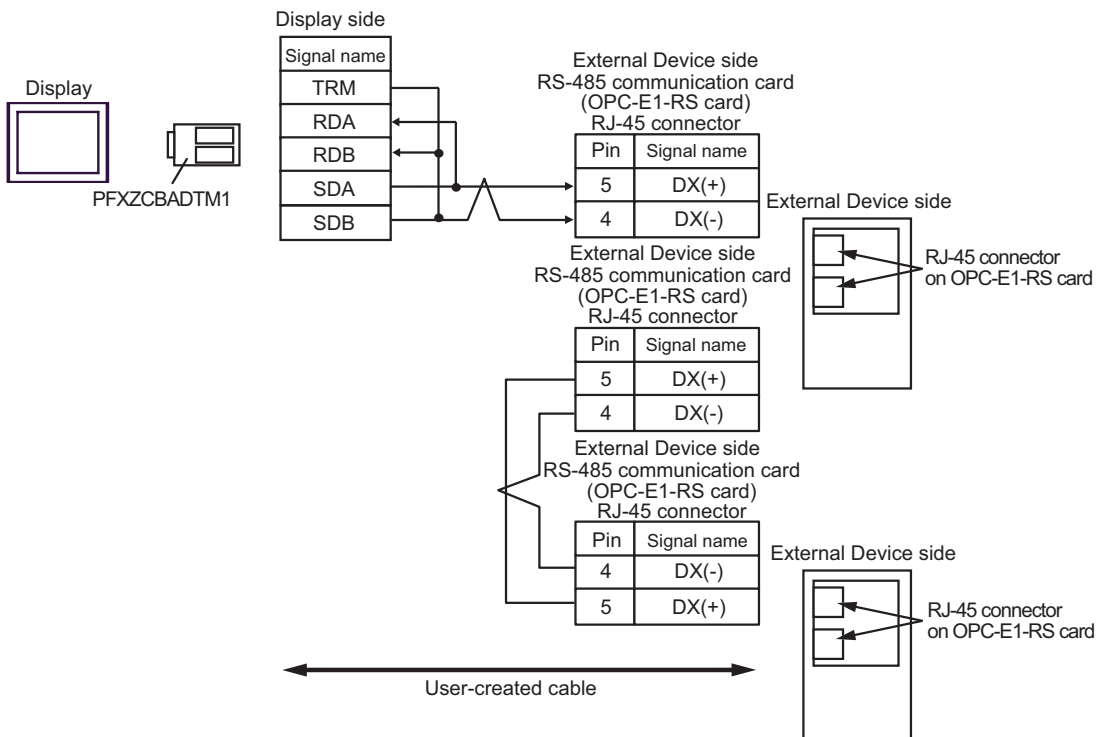 Display side
Display
PFXZCBADTM1
Signal name
TRM
RDA
RDB
SDA
SDB
External Device side
RS-485 communication card
(OPC-E1-RS card)
RJ-45 connector
Pin Signal name
5 DX(+)
4 DX(-)
External Device side
RJ-45 connector
on OPC-E1-RS card
External Device side
RS-485 communication card
(OPC-E1-RS card)
RJ-45 connector
Pin Signal name
5 DX(+)
4 DX(-)
External Device side
RS-485 communication card
(OPC-E1-RS card)
RJ-45 connector
Pin Signal name
4 DX(-)
5 DX(+)
External Device side
RJ-45 connector
on OPC-E1-RS card
User-created cable